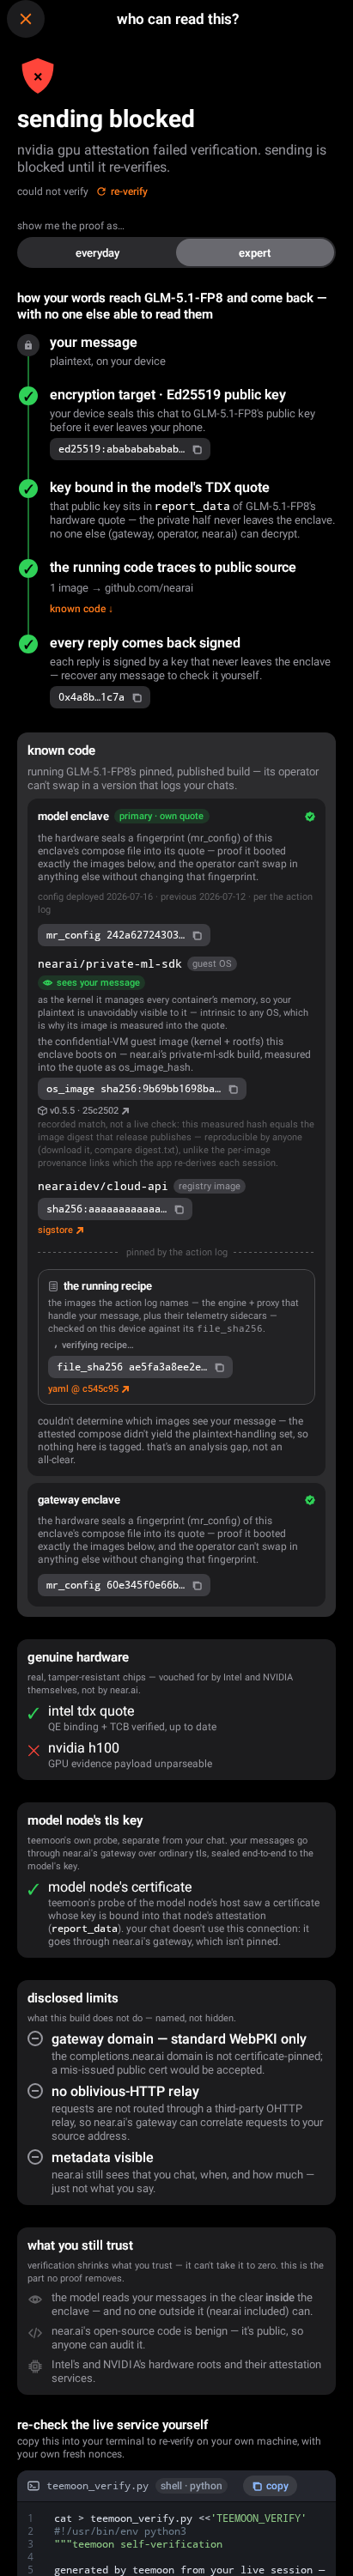 who can read this?
sending blocked
nvidia gpu attestation failed verification. sending is
blocked until it re-verifies.
could not verify re-verify
show me the proof as...
everyday expert
how your words reach GLM-5.1-FP8 and come back —
with no one else able to read them
your message
plaintext, on your device
encryption target · Ed25519 public key
your device seals this chat to GLM-5.1-FP8's public key
before it ever leaves your phone.
ed25519:abababababab…
key bound in the model's TDX quote
that public key sits in report_data of GLM-5.1-FP8's
hardware quote — the private half never leaves the enclave.
no one else (gateway, operator, near.ai) can decrypt.
the running code traces to public source
1 image → github.com/nearai
known code ↓
every reply comes back signed
each reply is signed by a key that never leaves the enclave
— recover any message to check it yourself.
0x4a8b…1c7a
known code
running GLM-5.1-FP8's pinned, published build — its operator
can't swap in a version that logs your chats.
model enclave primary · own quote
the hardware seals a fingerprint (mr_config) of this
enclave's compose file into its quote — proof it booted
exactly the images below, and the operator can't swap in
anything else without changing that fingerprint.
config deployed 2026-07-16 · previous 2026-07-12 · per the action
log
mr_config 242a62724303…
nearai/private-ml-sdk guest OS
sees your message
as the kernel it manages every container's memory, so your
plaintext is unavoidably visible to it — intrinsic to any OS, which
is why its image is measured into the quote.
the confidential-VM guest image (kernel + rootfs) this
enclave boots on — near.ai's private-ml-sdk build, measured
into the quote as os_image_hash.
os_image sha256:9b69bb1698ba…
v0.5.5 · 25c2502 ↗
recorded match, not a live check: this measured hash equals the
image digest that release publishes — reproducible by anyone
(download it, compare digest.txt), unlike the per-image
provenance links which the app re-derives each session.
nearaidev/cloud-api registry image
sha256:aaaaaaaaaaaa…
sigstore ↗
pinned by the action log
the running recipe
the images the action log names — the engine + proxy that
handle your message, plus their telemetry sidecars —
checked on this device against its file_sha256.
verifying recipe…
file_sha256 ae5fa3a8ee2e…
yaml @ c545c95 ↗
couldn't determine which images see your message — the
attested compose didn't yield the plaintext-handling set, so
nothing here is tagged. that's an analysis gap, not an
all-clear.
gateway enclave
the hardware seals a fingerprint (mr_config) of this
enclave's compose file into its quote — proof it booted
exactly the images below, and the operator can't swap in
anything else without changing that fingerprint.
mr_config 60e345f0e66b…
genuine hardware
real, tamper-resistant chips — vouched for by Intel and NVIDIA
themselves, not by near.ai.
intel tdx quote
QE binding + TCB verified, up to date
nvidia h100
GPU evidence payload unparseable
model node's tls key
teemoon's own probe, separate from your chat. your messages go
through near.ai's gateway over ordinary tls, sealed end-to-end to the
model's key.
model node's certificate
teemoon's probe of the model node's host saw a certificate
whose key is bound into that node's attestation
(report_data). your chat doesn't use this connection: it
goes through near.ai's gateway, which isn't pinned.
disclosed limits
what this build does not do — named, not hidden.
gateway domain — standard WebPKI only
the completions.near.ai domain is not certificate-pinned;
a mis-issued public cert would be accepted.
no oblivious-HTTP relay
requests are not routed through a third-party OHTTP
relay, so near.ai's gateway can correlate requests to your
source address.
metadata visible
near.ai still sees that you chat, when, and how much —
just not what you say.
what you still trust
verification shrinks what you trust — it can't take it to zero. this is the
part no proof removes.
the model reads your messages in the clear inside the
enclave — and no one outside it (near.ai included) can.
near.ai's open-source code is benign — it's public, so
anyone can audit it.
Intel's and NVIDIA's hardware roots and their attestation
services.
re-check the live service yourself
copy this into your terminal to re-verify on your own machine, with
your own fresh nonces.
teemoon_verify.py shell · python copy
1 cat > teemoon_verify.py <<'TEEMOON_VERIFY'
2 #!/usr/bin/env python3
3 """teemoon self-verification
4
5 generated by teemoon from your live session —